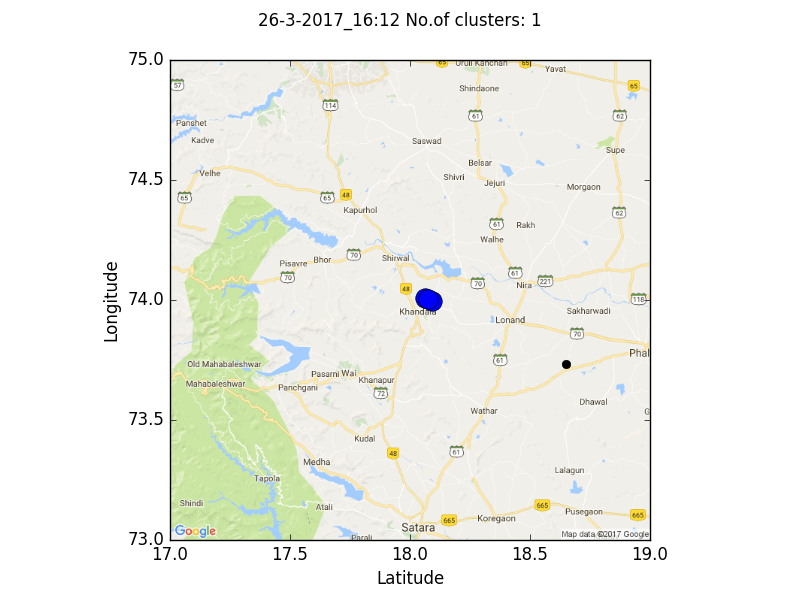 26-3-2017_16:12 No.of clusters: 1
75.0
65
Uruli Kanchan
65
Yavat
57
Shindaone
65
114
61
62
Panshet
Kadve
Saswad
Supe
Belsar
Velhe
Shivri
74.5
Jejuri
Morgaon
65
65
48
Kapurhol
62
61
Rakh
Walhe
Pisavre
Bhor
70
Shirwal
70
61
Nira
221
70
48
74.0
118
Khandala
Lonand
Sakharwadi
70
Phal
Old Mahabaleshwar
61
Pasarni
Wai
Khanapur
Mahabaleshwar
Panchgani
72
Dhawal
Wathar
G
73.5
Kudal
48
61
Medha
Lalagun
Tapola
Shindi
Atali
665
Pusegaon
665
Satara
665
Koregaon
Google
Parali
Map data ©2017 Google
73.0
17.0 17.5 18.0 18.5 19.0
Latitude
Longitude